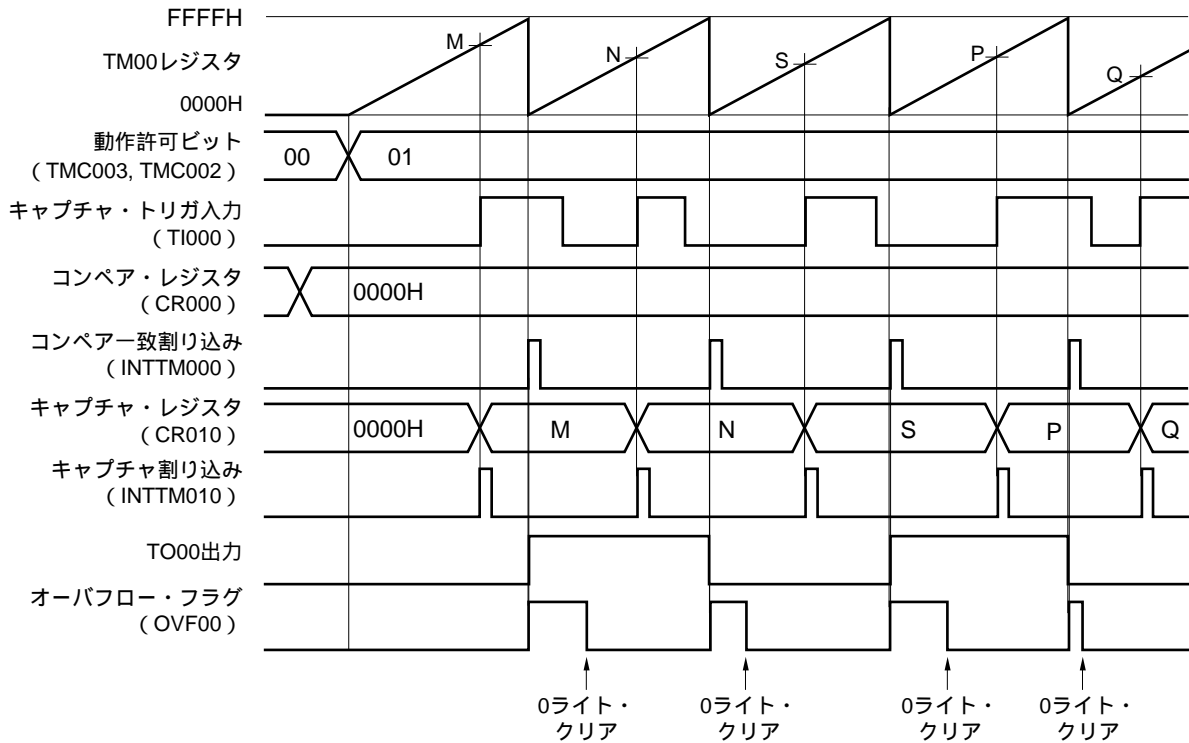 FFFFH
TM00レジスタ
0000H
M
N
S
P
Q
動作許可ビット
(TMC003, TMC002)
00
01
キャプチャ・トリガ入力
(TI000)
コンペア・レジスタ
(CR000)
0000H
コンペア一致割り込み
(INTTM000)
キャプチャ・レジスタ
(CR010)
0000H
M
N
S
P
Q
キャプチャ割り込み
(INTTM010)
TO00出力
オーバフロー・フラグ
(OVF00)
0ライト・
クリア
0ライト・
クリア
0ライト・
クリア
0ライト・
クリア